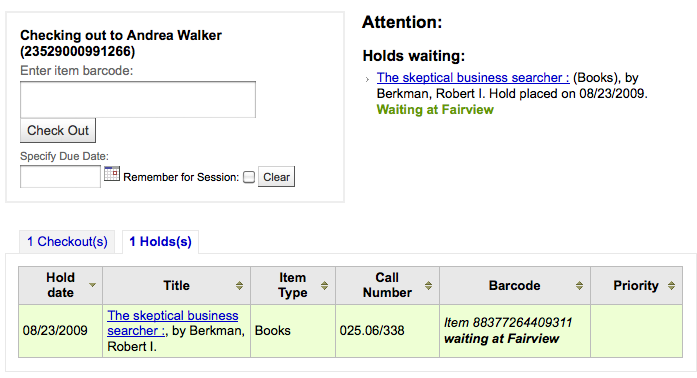 Checking out to Andrea Walker
(23529000991266)
Enter item barcode:
Check Out
Specify Due Date:
Remember for Session:
Clear
Attention:
Holds waiting:
The skeptical business searcher : (Books), by
Berkman, Robert I. Hold placed on 08/23/2009.
Waiting at Fairview
1 Checkout(s)
1 Holds(s)
Hold date
Title
Item Type
Call Number
Barcode
Priority
08/23/2009
The skeptical business
searcher :, by Berkman,
Robert I.
Books
025.06/338
Item 88377264409311
waiting at Fairview